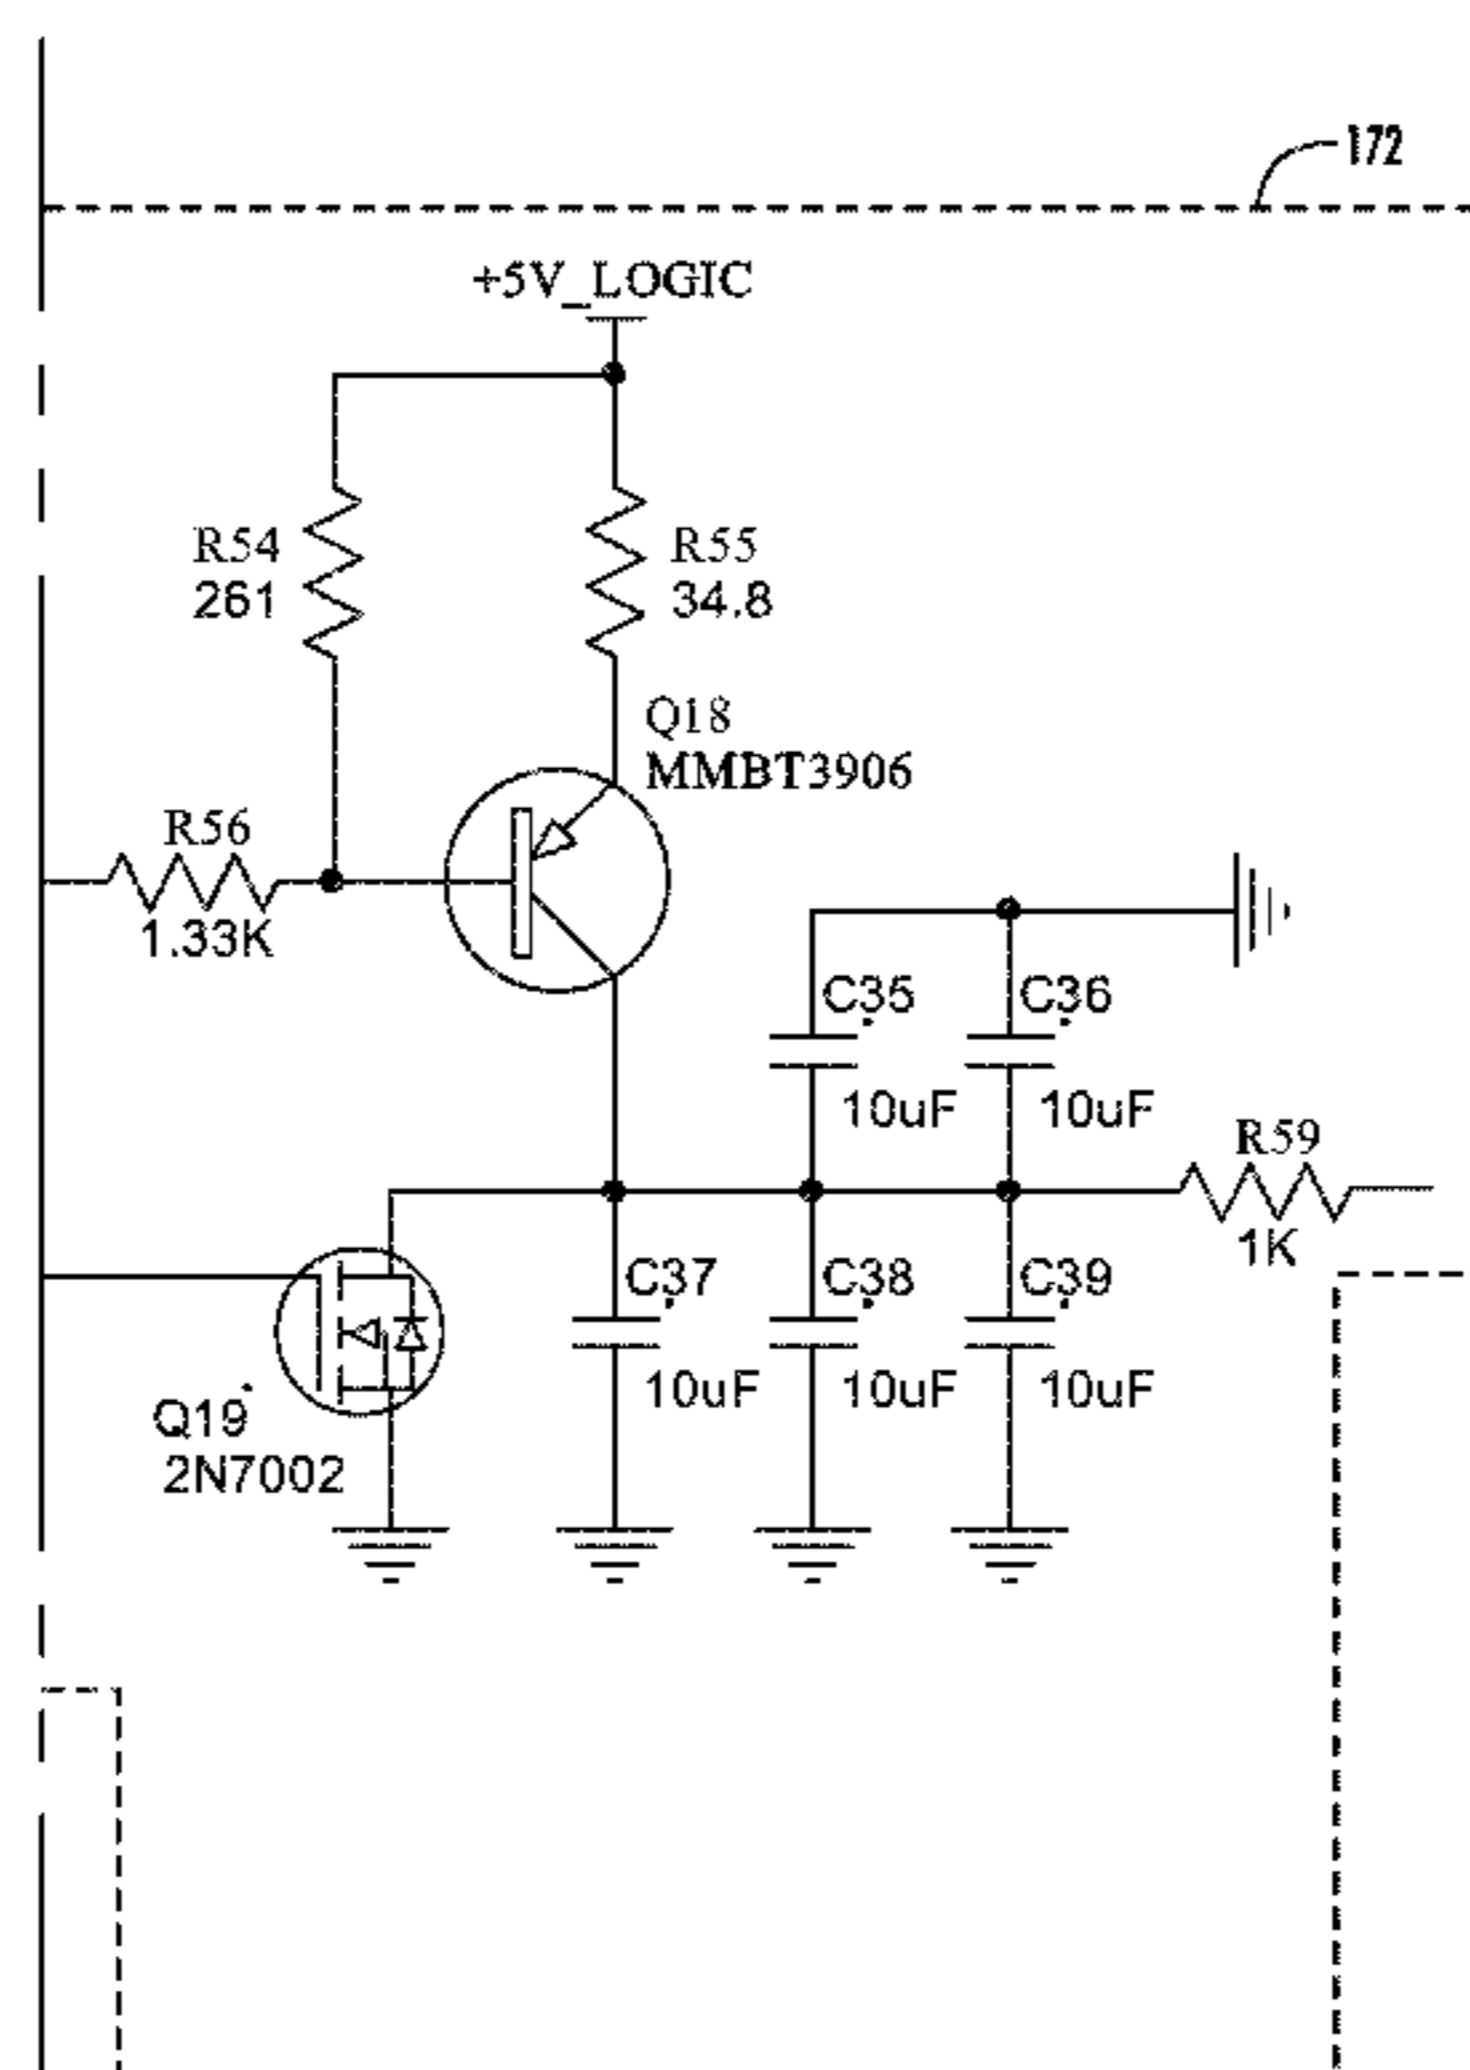 172
+5V_LOGIC
R54
261
R55
34.8
Q18
MMBT3906
R56
1.33K
C35
10uF
C36
10uF
R59
1K
C37
10uF
C38
10uF
C39
10uF
Q19
2N7002